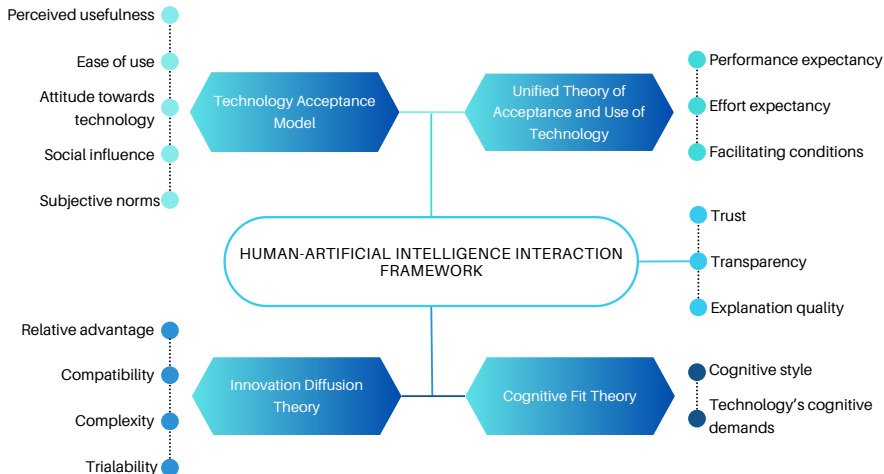 Perceived usefulness
Ease of use
Attitude towards
technology
Social influence
Subjective norms
Technology Acceptance
Model
Unified Theory of
Acceptance and Use of
Technology
Performance expectancy
Effort expectancy
Facilitating conditions
HUMAN-ARTIFICIAL INTELLIGENCE INTERACTION
FRAMEWORK
Trust
Transparency
Explanation quality
Relative advantage
Compatibility
Complexity
Trialability
Innovation Diffusion
Theory
Cognitive Fit Theory
Cognitive style
Technology's cognitive
demands